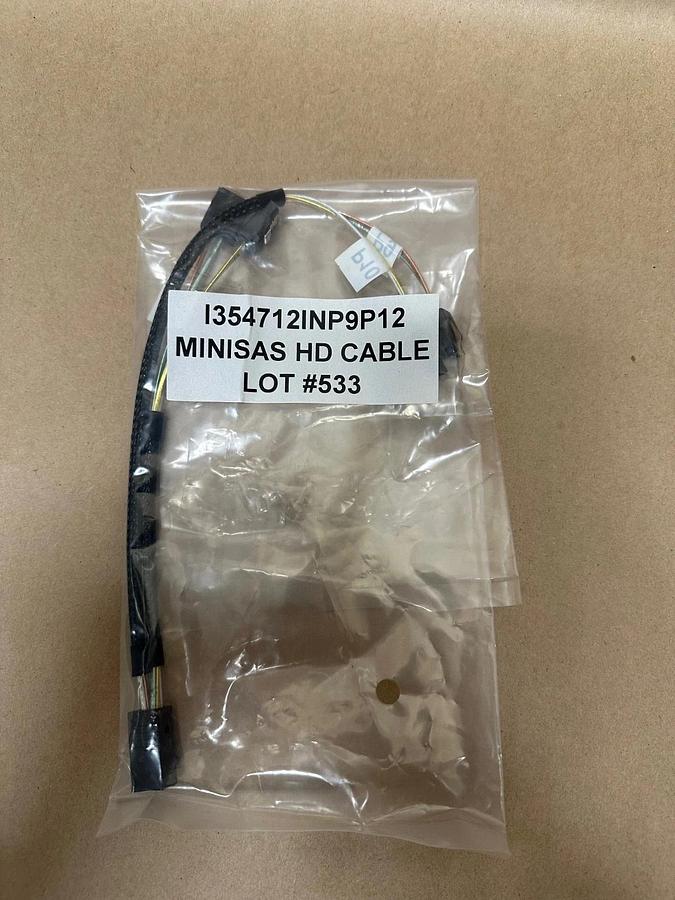 I354712INP9P12
MINISAS HD CABLE
LOT #533